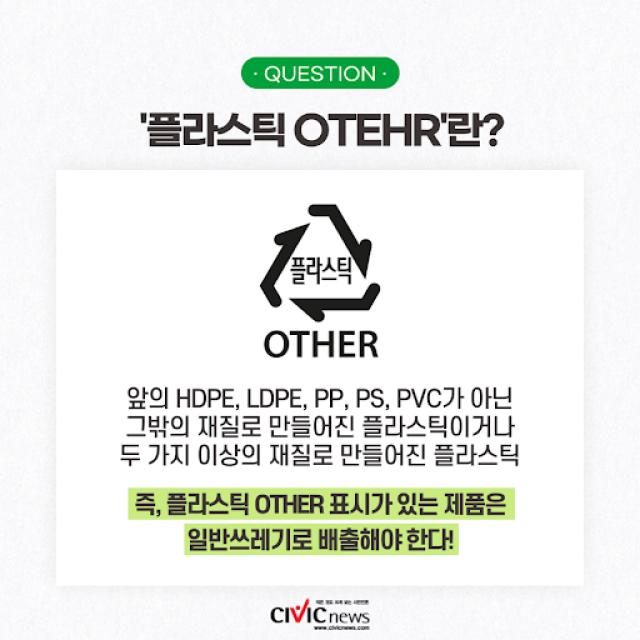 · QUESTION ·
'플라스틱 OTEHR'란?
플라스틱
OTHER
앞의 HDPE, LDPE, PP, PS, PVC가 아닌
그밖의 재질로 만들어진 플라스틱이거나
두 가지 이상의 재질로 만들어진 플라스틱
즉, 플라스틱 OTHER 표시가 있는 제품은
일반쓰레기로 배출해야 한다!
CIVIC news
www.civicnews.com